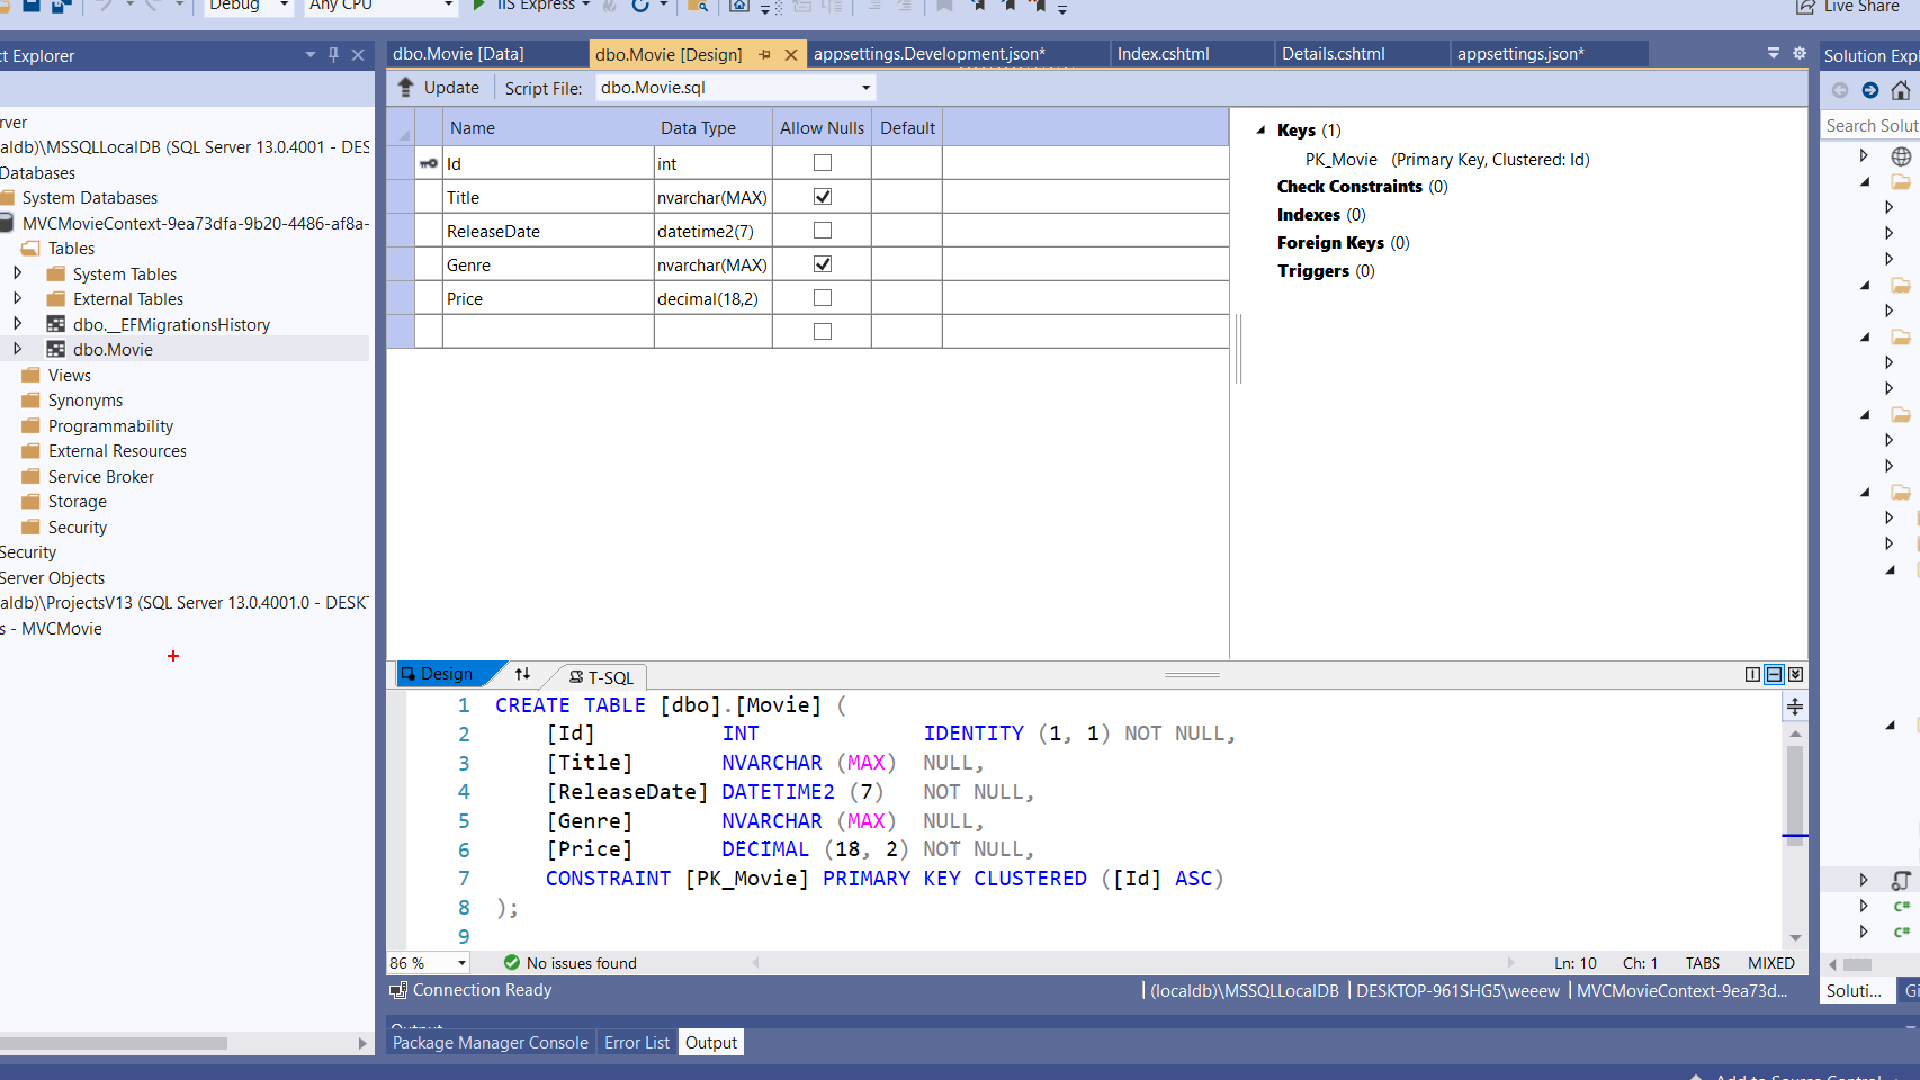 Debug
Any CPU
IIS Express
Live Share
ct Explorer
dbo.Movie [Data]
dbo.Movie [Design]
appsettings.Development.json*
Index.cshtml
Details.cshtml
appsettings.json*
Solution Expl
Update
Script File:
dbo.Movie.sql
Search Solut
Name
Data Type
Allow Nulls
Default
Id
int
Title
nvarchar(MAX)
ReleaseDate
datetime2(7)
Genre
nvarchar(MAX)
Price
decimal(18,2)
Keys (1)
PK_Movie (Primary Key, Clustered: Id)
Check Constraints (0)
Indexes (0)
Foreign Keys (0)
Triggers (0)
rver
aldb)\MSSQLLocalDB (SQL Server 13.0.4001 - DES
Databases
System Databases
MVCMovieContext-9ea73dfa-9b20-4486-af8a-
Tables
System Tables
External Tables
dbo.__EFMigrationsHistory
dbo.Movie
Views
Synonyms
Programmability
External Resources
Service Broker
Storage
Security
Security
Server Objects
aldb)\ProjectsV13 (SQL Server 13.0.4001.0 - DESK
s - MVCMovie
Design
T-SQL
1 CREATE TABLE [dbo].[Movie] (
2 [Id] INT IDENTITY (1, 1) NOT NULL,
3 [Title] NVARCHAR (MAX) NULL,
4 [ReleaseDate] DATETIME2 (7) NOT NULL,
5 [Genre] NVARCHAR (MAX) NULL,
6 [Price] DECIMAL (18, 2) NOT NULL,
7 CONSTRAINT [PK_Movie] PRIMARY KEY CLUSTERED ([Id] ASC)
8 );
9
86 %
No issues found
Ln: 10
Ch: 1
TABS
MIXED
Connection Ready
(localdb)\MSSQLLocalDB
DESKTOP-961SHG5\weeew
MVCMovieContext-9ea73d...
Soluti...
Gi
Output
Package Manager Console
Error List
Output
Add to Source Control
C#
C#